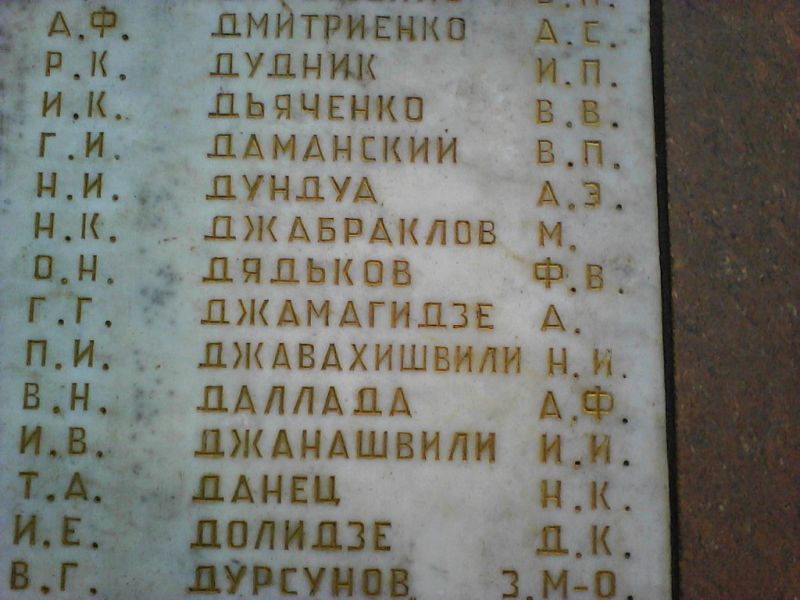 А.Ф. ДМИТРИЕНКО А.С.
Р.К. ДУДНИК И.П.
И.К. ДЬЯЧЕНКО В.В.
Г.И. ДАМАНСКИЙ В.П.
Н.И. ДУНДУА А.Э.
Н.К. ДЖАБРАКЛОВ М.
О.Н. ДЯДЬКОВ Ф.В.
Г.Г. ДЖАМАГИДЗЕ А.
П.И. ДЖАВАХИШВИЛИ Н.И.
В.Н. ДАЛЛАДА А.Ф.
И.В. ДЖАНАШВИЛИ И.И.
Т.А. ДАНЕЦ Н.К.
И.Е. ДОЛИДЗЕ Д.К.
В.Г. ДУРСУНОВ З.М-О.